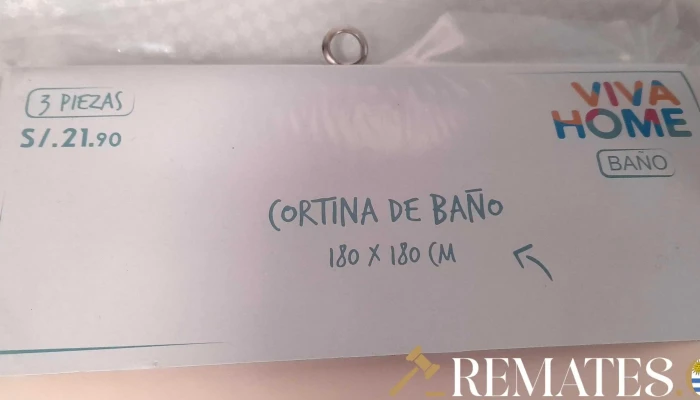 3 PIEZAS
S/.21.90
VIVA
HOME
BAÑO
CORTINA DE BAÑO
180 X 180 CM
REMATES